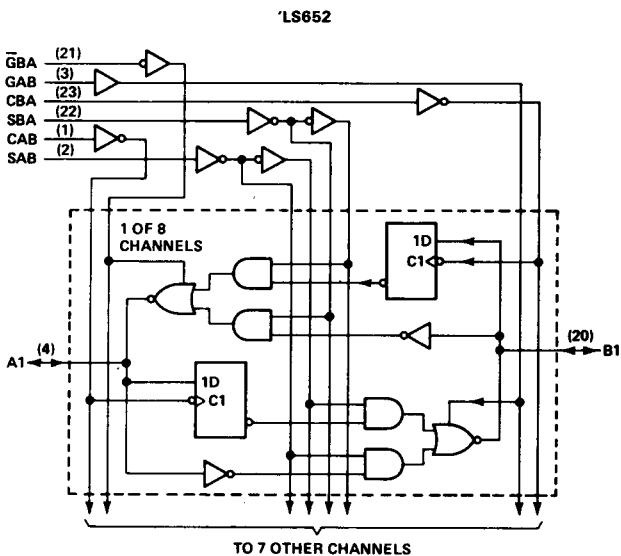 'LS652
G̅BA (21)
GAB (3)
CBA (23)
SBA (22)
CAB (1)
SAB (2)
1 OF 8
CHANNELS
1D
C1
A1 (4)
(20) B1
1D
C1
TO 7 OTHER CHANNELS